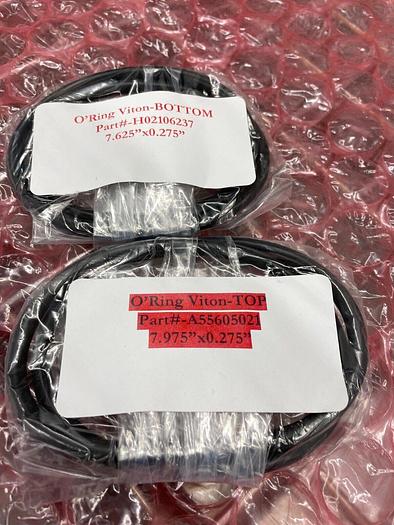 O'Ring Viton-BOTTOM
Part#-H02106237
7.625"x0.275"
O'Ring Viton-TOP
Part#-A55605021
7.975"x0.275"